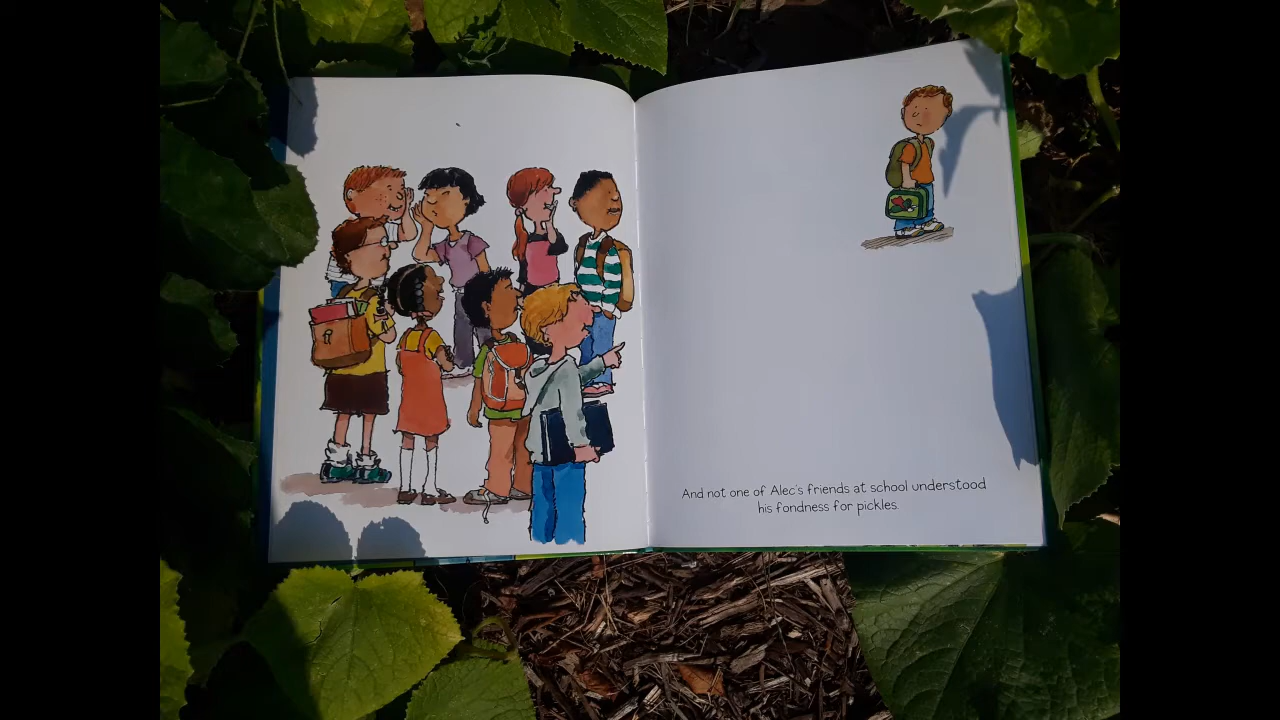 And not one of Alec's friends at school understood
his fondness for pickles.